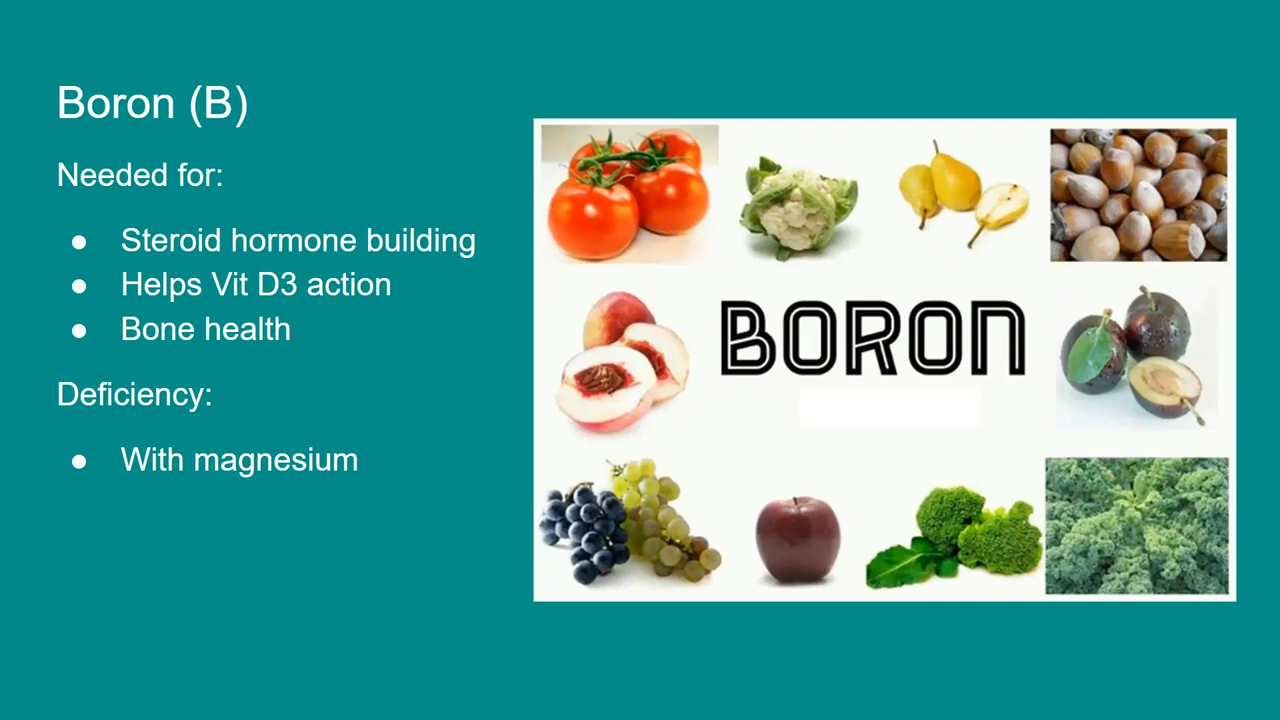 Boron (B)
Needed for:
● Steroid hormone building
● Helps Vit D3 action
● Bone health
Deficiency:
● With magnesium
BORON